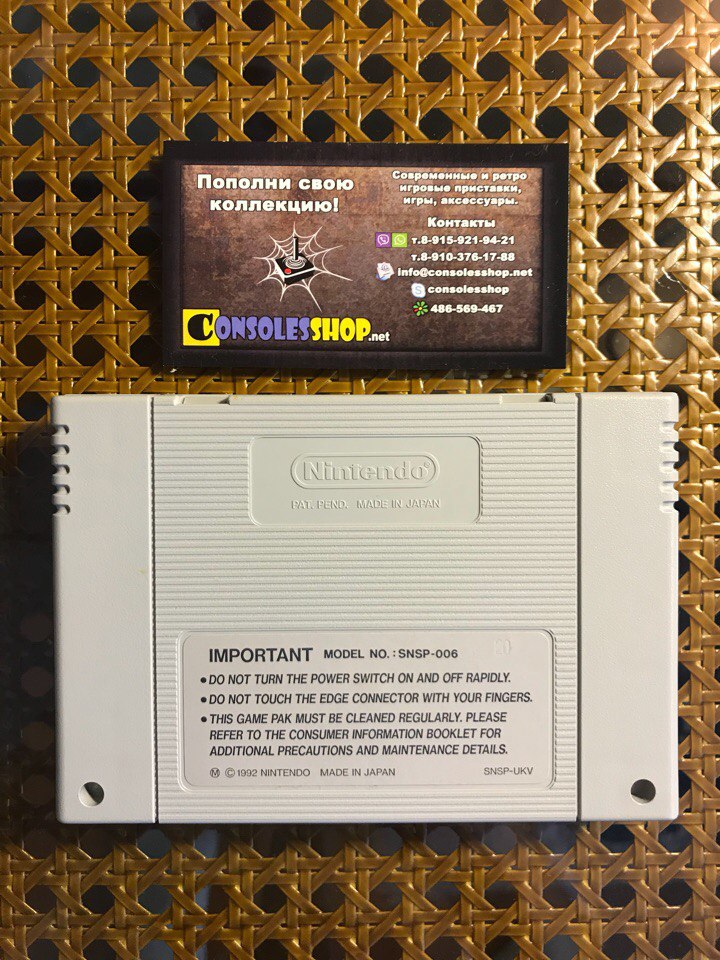 Пополни свою
коллекцию!
CONSOLESSHOP.net
Современные и ретро
игровые приставки,
игры, аксессуары.
Контакты
т.8-915-921-94-21
т.8-910-376-17-88
info@consolesshop.net
consolesshop
486-569-467
Nintendo®
PAT. PEND. MADE IN JAPAN
IMPORTANT MODEL NO.: SNSP-006
20
• DO NOT TURN THE POWER SWITCH ON AND OFF RAPIDLY.
• DO NOT TOUCH THE EDGE CONNECTOR WITH YOUR FINGERS.
• THIS GAME PAK MUST BE CLEANED REGULARLY. PLEASE
REFER TO THE CONSUMER INFORMATION BOOKLET FOR
ADDITIONAL PRECAUTIONS AND MAINTENANCE DETAILS.
Ⓜ © 1992 NINTENDO MADE IN JAPAN SNSP-UKV